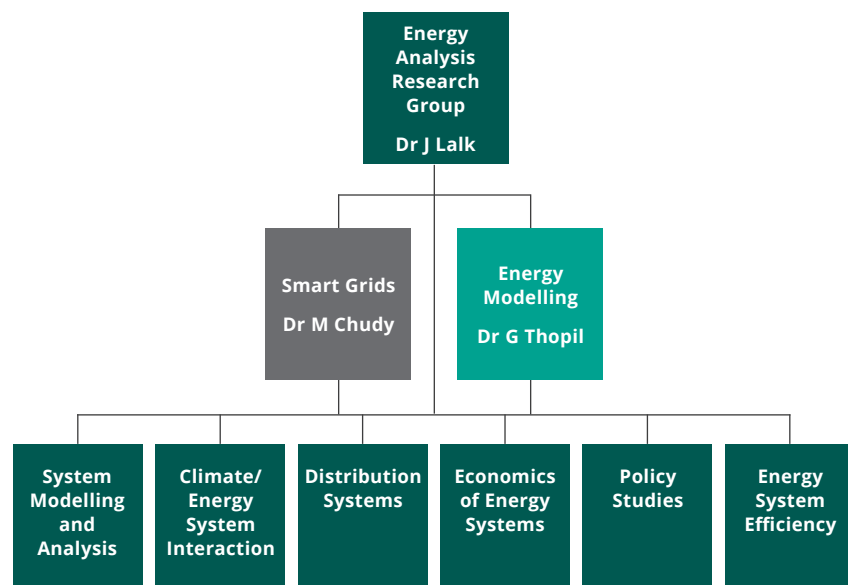 Energy
Analysis
Research
Group
Dr J Lalk
Smart Grids
Dr M Chudy
Energy
Modelling
Dr G Thopil
System
Modelling
and
Analysis
Climate/
Energy
System
Interaction
Distribution
Systems
Economics
of Energy
Systems
Policy
Studies
Energy
System
Efficiency